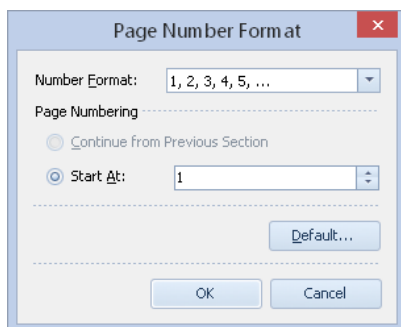 Page Number Format
Number Format: 1, 2, 3, 4, 5, ...
Page Numbering
Continue from Previous Section
Start At: 1
Default...
OK Cancel